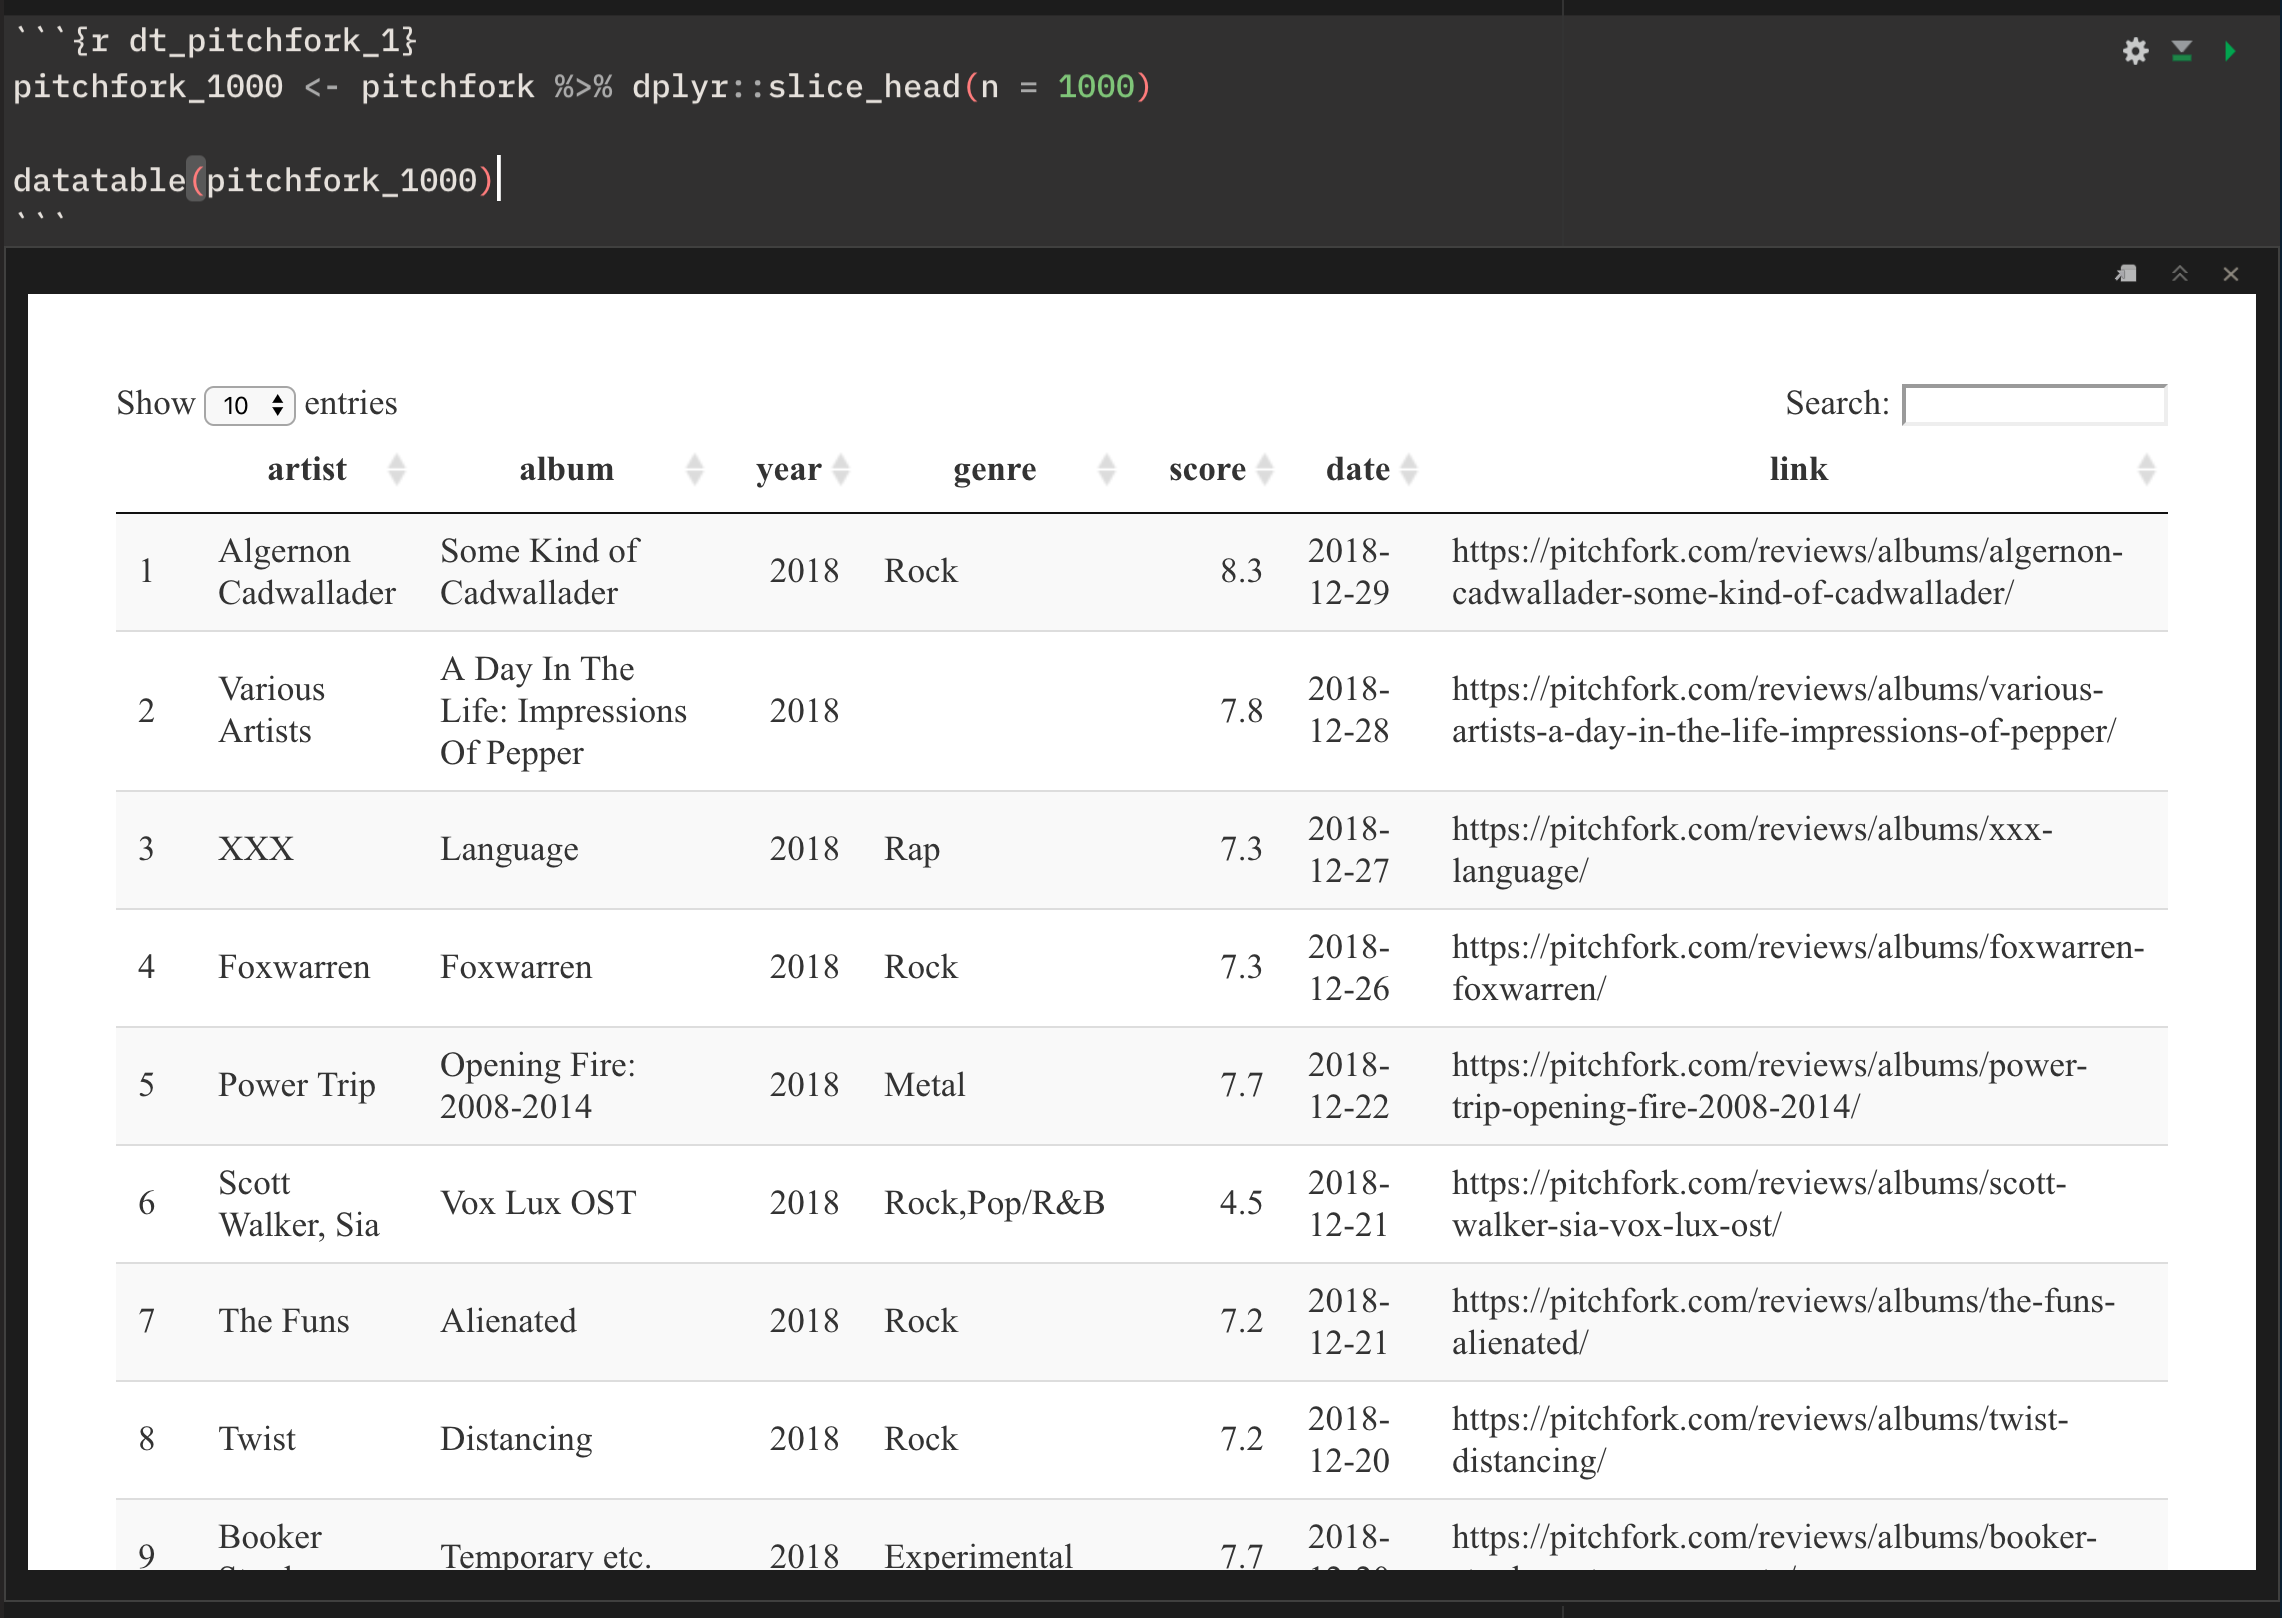 ```{r dt_pitchfork_1}
pitchfork_1000 <- pitchfork %>% dplyr::slice_head(n = 1000)
datatable(pitchfork_1000)
```
Show 10 entries
Search:
artist album year genre score date link
1 Algernon Cadwallader Some Kind of Cadwallader 2018 Rock 8.3 2018-12-29 https://pitchfork.com/reviews/albums/algernon-cadwallader-some-kind-of-cadwallader/
2 Various Artists A Day In The Life: Impressions Of Pepper 2018 7.8 2018-12-28 https://pitchfork.com/reviews/albums/various-artists-a-day-in-the-life-impressions-of-pepper/
3 XXX Language 2018 Rap 7.3 2018-12-27 https://pitchfork.com/reviews/albums/xxx-language/
4 Foxwarren Foxwarren 2018 Rock 7.3 2018-12-26 https://pitchfork.com/reviews/albums/foxwarren-foxwarren/
5 Power Trip Opening Fire: 2008-2014 2018 Metal 7.7 2018-12-22 https://pitchfork.com/reviews/albums/power-trip-opening-fire-2008-2014/
6 Scott Walker, Sia Vox Lux OST 2018 Rock,Pop/R&B 4.5 2018-12-21 https://pitchfork.com/reviews/albums/scott-walker-sia-vox-lux-ost/
7 The Funs Alienated 2018 Rock 7.2 2018-12-21 https://pitchfork.com/reviews/albums/the-funs-alienated/
8 Twist Distancing 2018 Rock 7.2 2018-12-20 https://pitchfork.com/reviews/albums/twist-distancing/
9 Booker Temporary etc. 2018 Experimental 7.7 2018- https://pitchfork.com/reviews/albums/booker-